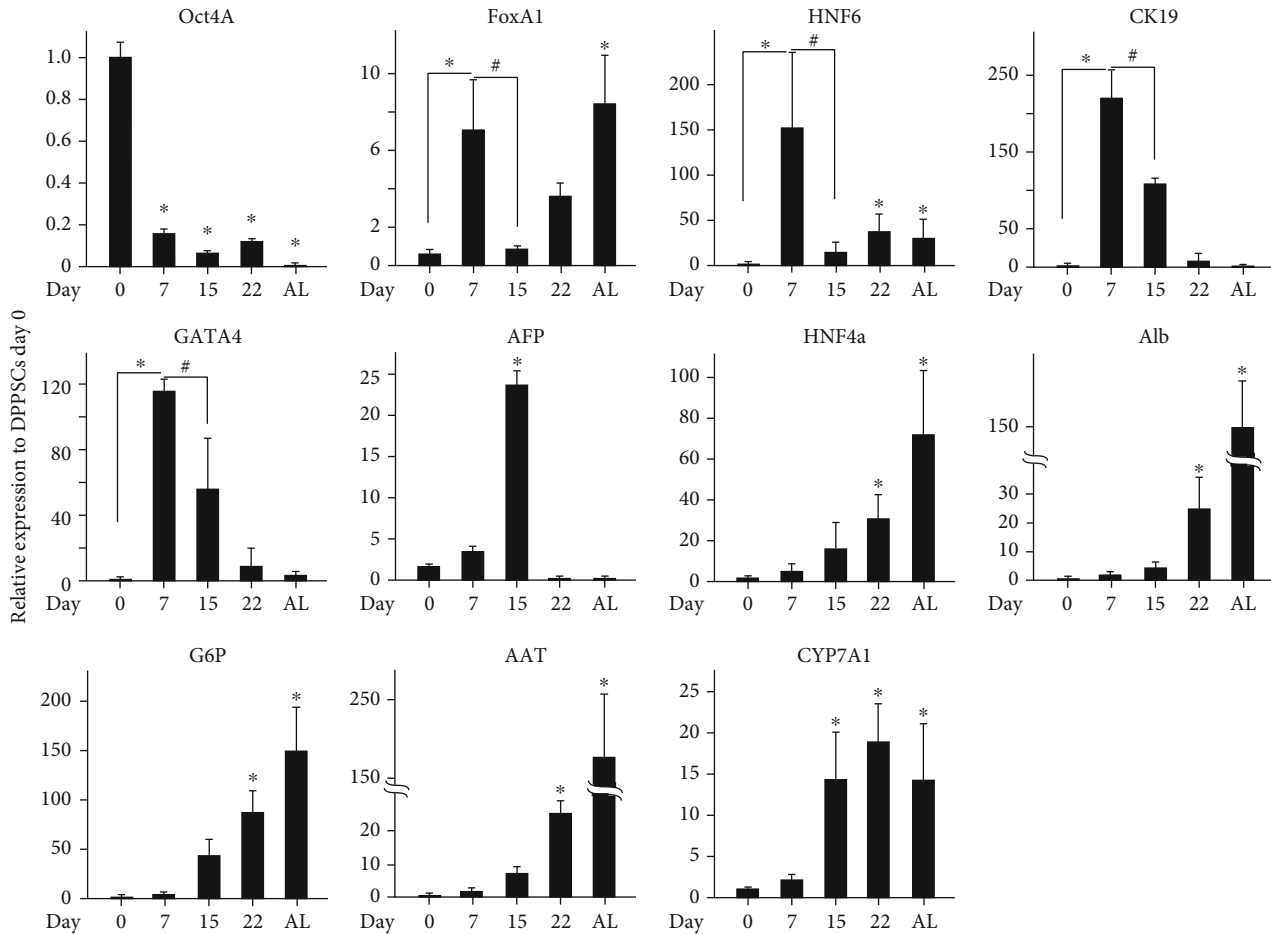 Relative expression to DPPSCs day 0
Oct4A
1.0
0.8
0.6
0.4
0.2
0
* * * *
Day 0 7 15 22 AL
FoxA1
10
6
2
0
* # *
Day 0 7 15 22 AL
HNF6
200
150
100
50
0
* # * *
Day 0 7 15 22 AL
CK19
250
150
50
0
* #
Day 0 7 15 22 AL
GATA4
120
80
40
0
* #
Day 0 7 15 22 AL
AFP
25
20
15
10
5
0
*
Day 0 7 15 22 AL
HNF4a
100
80
60
40
20
0
* *
Day 0 7 15 22 AL
Alb
150
30
20
10
0
* *
Day 0 7 15 22 AL
G6P
200
150
100
50
0
* *
Day 0 7 15 22 AL
AAT
250
150
20
10
0
* *
Day 0 7 15 22 AL
CYP7A1
25
20
15
10
5
0
* * *
Day 0 7 15 22 AL